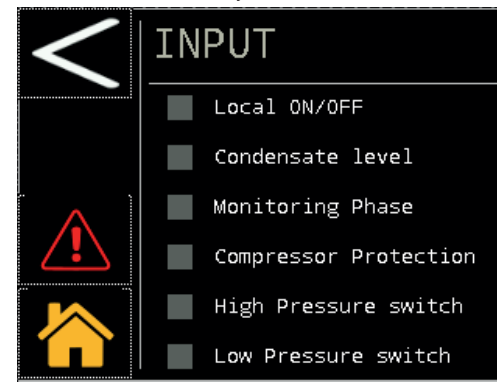 INPUT
Local ON/OFF
Condensate level
Monitoring Phase
Compressor Protection
High Pressure switch
Low Pressure switch